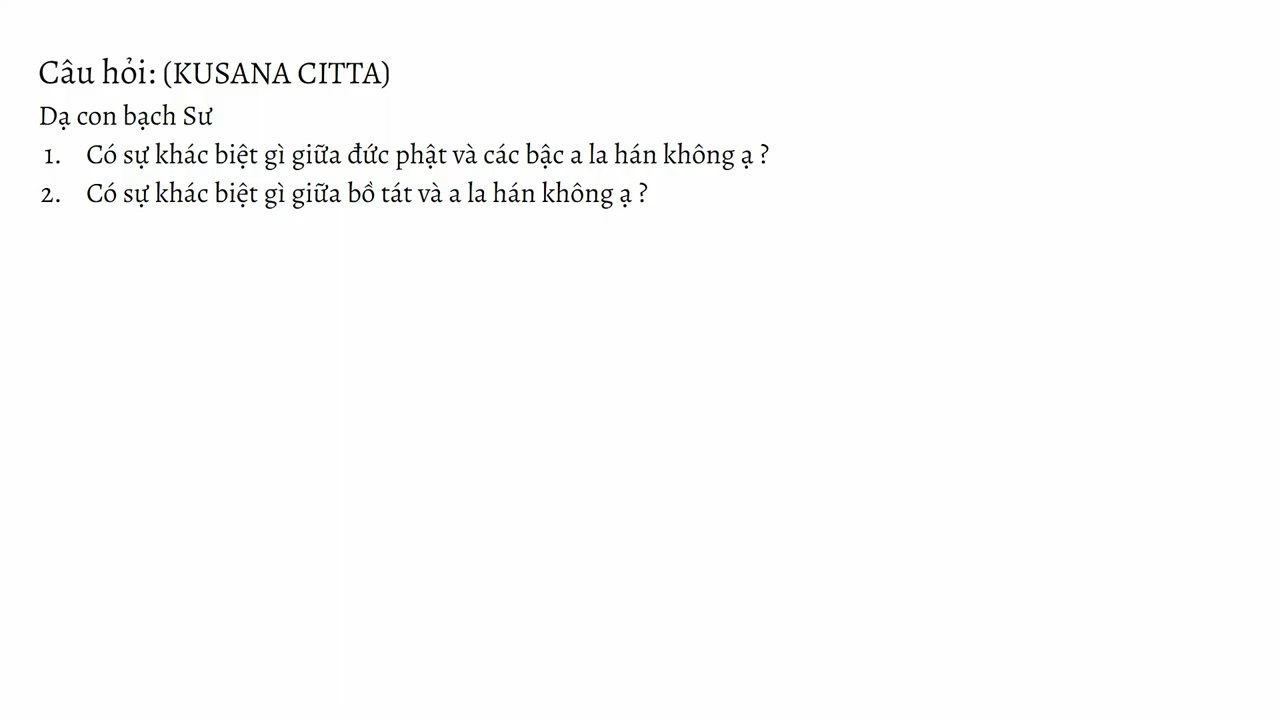 Câu hỏi: (KUSANA CITTA)
Dạ con bạch Sư
1. Có sự khác biệt gì giữa đức phật và các bậc a la hán không ạ ?
2. Có sự khác biệt gì giữa bồ tát và a la hán không ạ ?